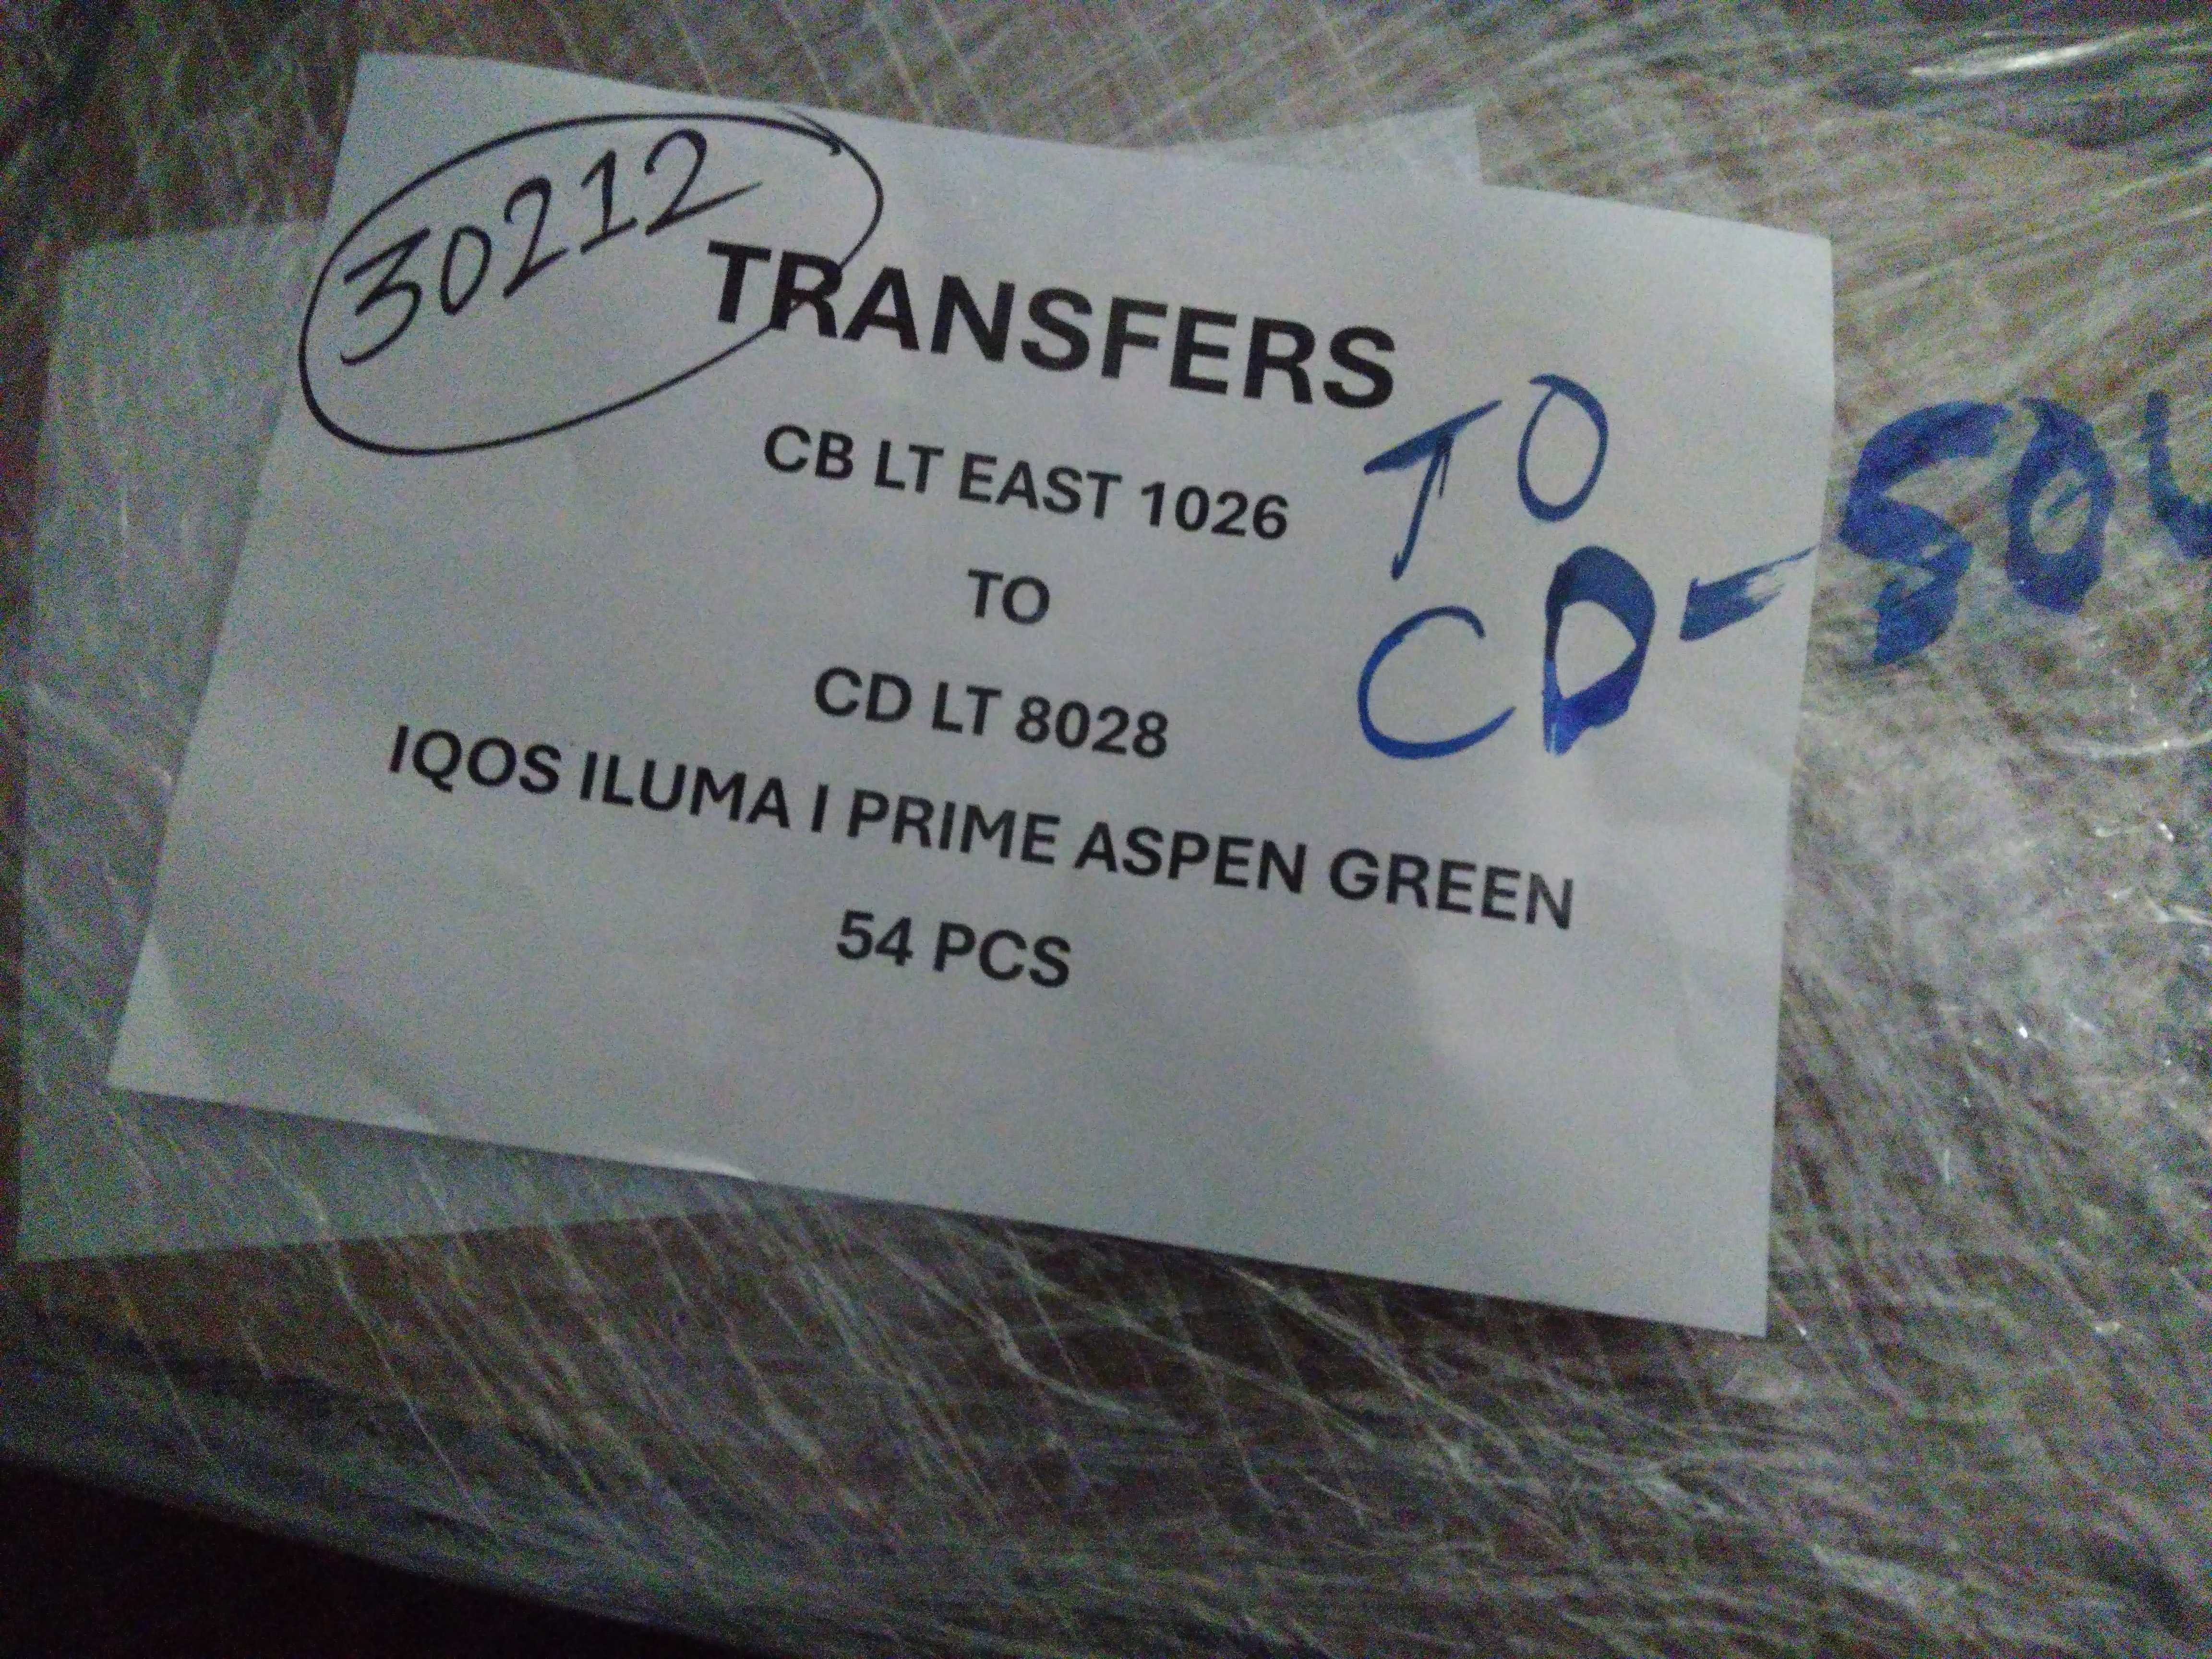 30212
TRANSFERS
CB LT EAST 1026
TO
CD LT 8028
IQOS ILUMA I PRIME ASPEN GREEN
54 PCS
TO
CD-